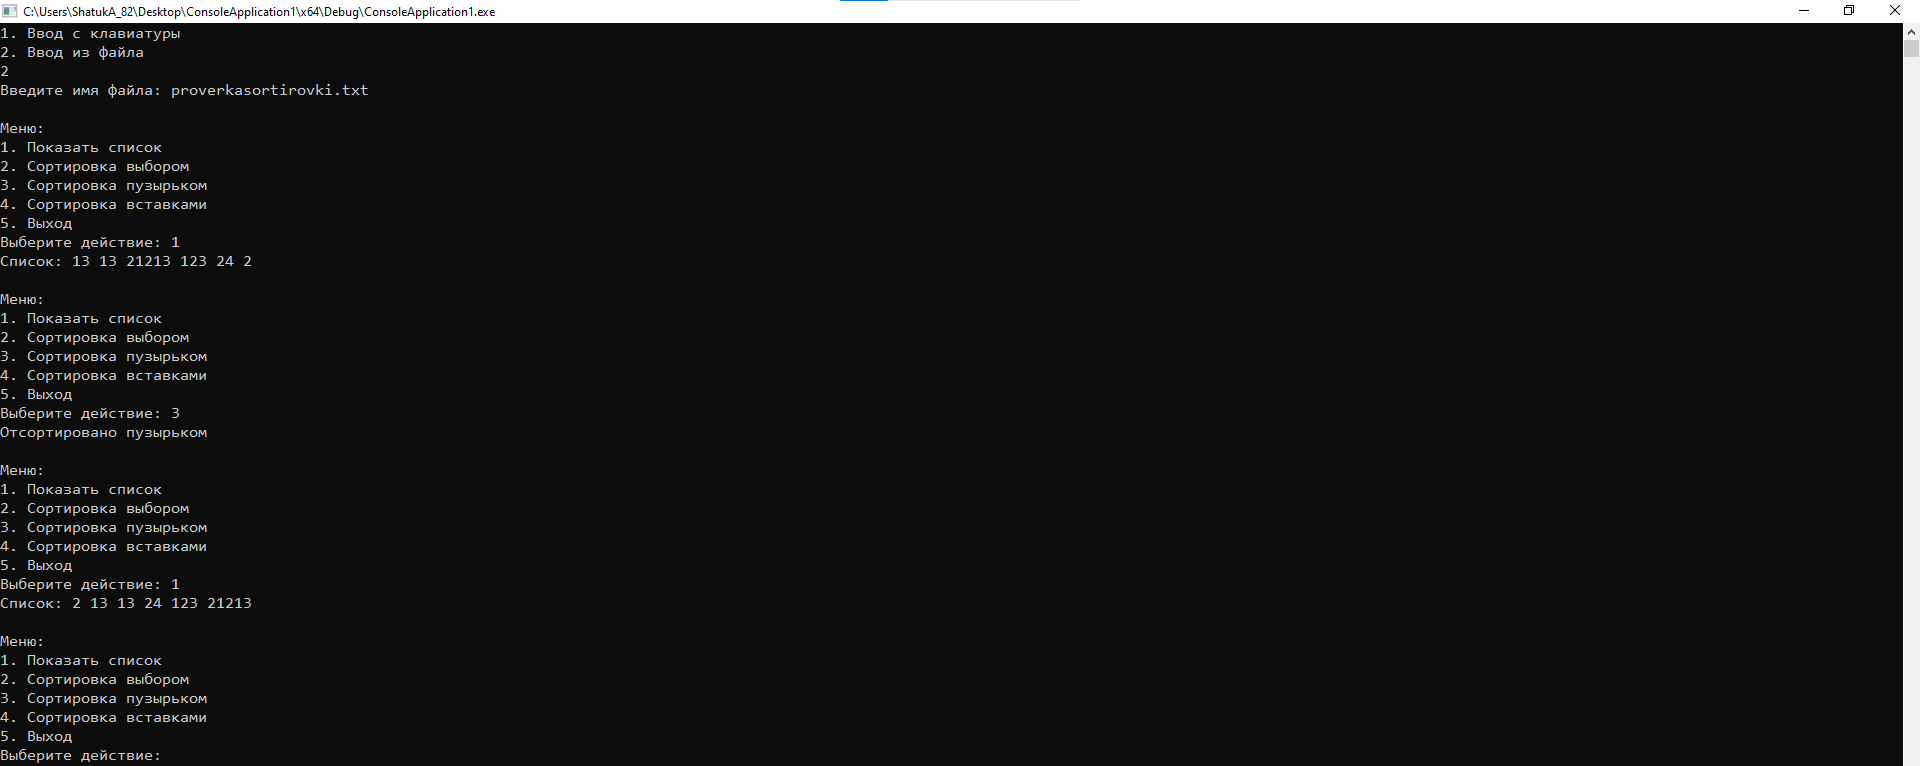 C:\Users\ShatukA_82\Desktop\ConsoleApplication1\x64\Debug\ConsoleApplication1.exe
1. Ввод с клавиатуры
2. Ввод из файла
2
Введите имя файла: proverkasortirovki.txt
Меню:
1. Показать список
2. Сортировка выбором
3. Сортировка пузырьком
4. Сортировка вставками
5. Выход
Выберите действие: 1
Список: 13 13 21213 123 24 2
Меню:
1. Показать список
2. Сортировка выбором
3. Сортировка пузырьком
4. Сортировка вставками
5. Выход
Выберите действие: 3
Отсортировано пузырьком
Меню:
1. Показать список
2. Сортировка выбором
3. Сортировка пузырьком
4. Сортировка вставками
5. Выход
Выберите действие: 1
Список: 2 13 13 24 123 21213
Меню:
1. Показать список
2. Сортировка выбором
3. Сортировка пузырьком
4. Сортировка вставками
5. Выход
Выберите действие: